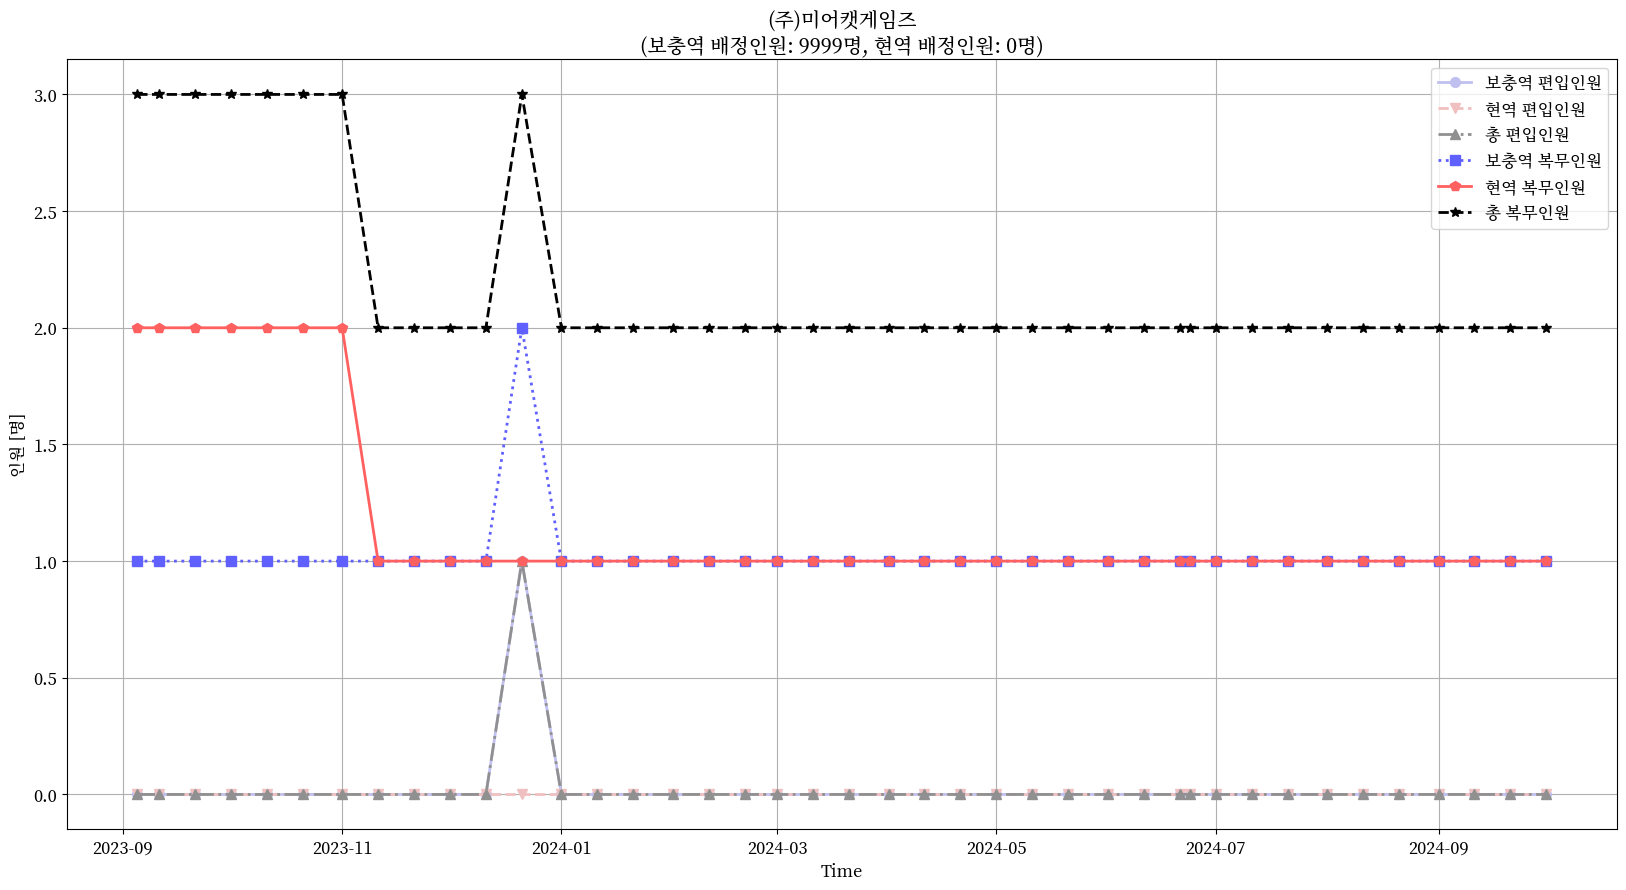 (주)미어캣게임즈
(보충역 배정인원: 9999명, 현역 배정인원: 0명)
보충역 편입인원
현역 편입인원
총 편입인원
보충역 복무인원
현역 복무인원
총 복무인원
인원 [명]
3.0
2.5
2.0
1.5
1.0
0.5
0.0
2023-09 2023-11 2024-01 2024-03 2024-05 2024-07 2024-09
Time